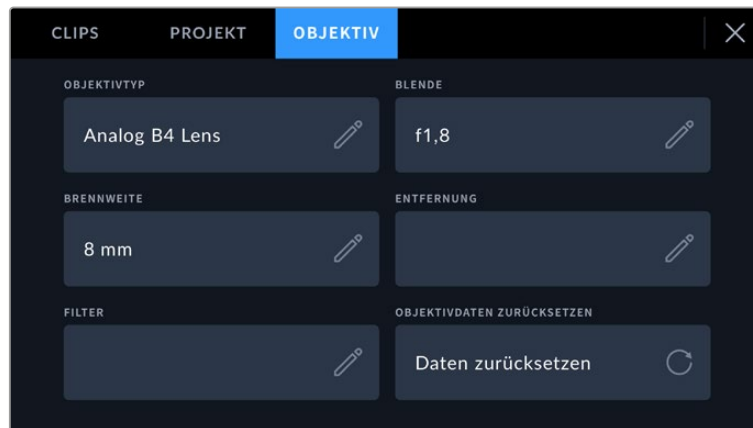 CLIPS PROJEKT OBJEKTIV
OBJEKTIVTYP BLENDE
Analog B4 Lens f1,8
BRENNWEITE ENTFERNUNG
8 mm
FILTER OBJEKTIVDATEN ZURÜCKSETZEN
Daten zurücksetzen